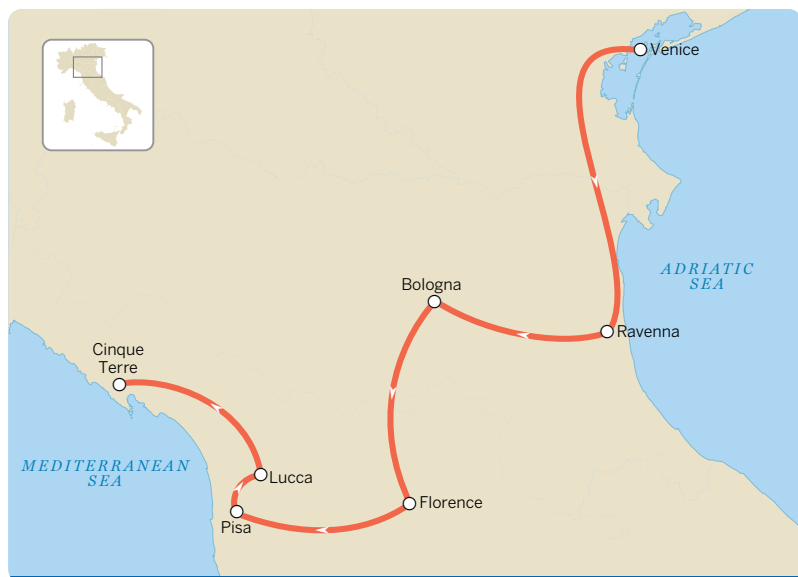 Venice
ADRIATIC
SEA
Bologna
Ravenna
Cinque
Terre
MEDITERRANEAN
SEA
Lucca
Florence
Pisa